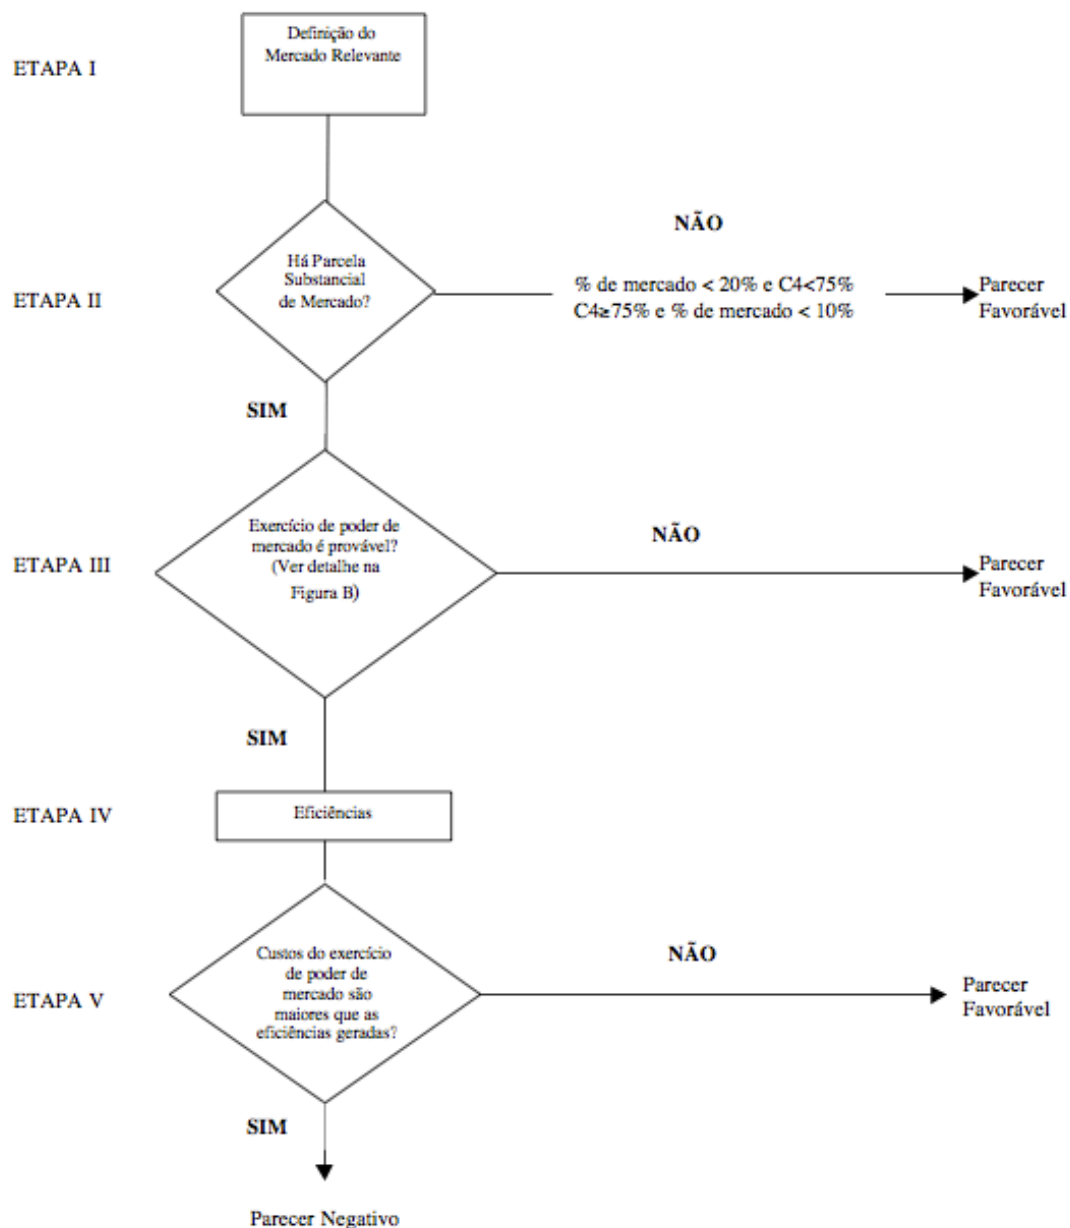 Definição do
Mercado Relevante
ETAPA I
NÃO
Há Parcela
Substancial
de Mercado?
ETAPA II
% de mercado < 20% e C4<75%
C4≥75% e % de mercado < 10%
Parecer
Favorável
SIM
Exercício de poder de
mercado é provável?
(Ver detalhe na
Figura B)
ETAPA III
NÃO
Parecer
Favorável
SIM
ETAPA IV
Eficiências
Custos do exercício
de poder de
mercado são
maiores que as
eficiências geradas?
ETAPA V
NÃO
Parecer
Favorável
SIM
Parecer Negativo